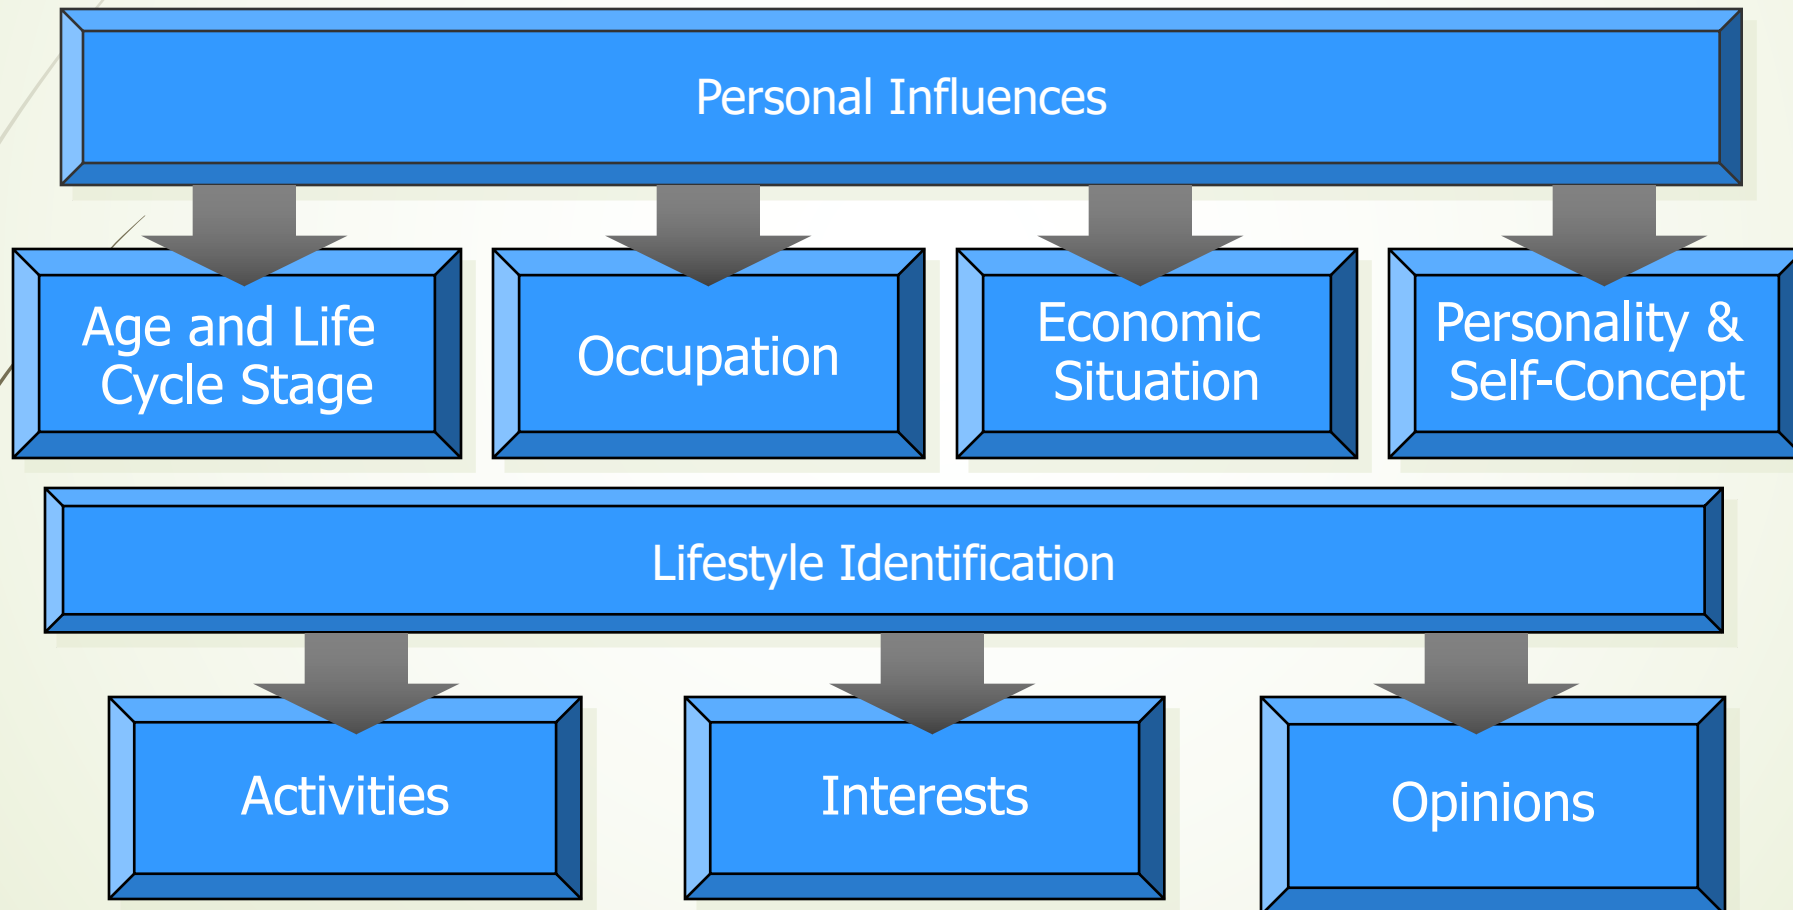 Personal Influences
Age and Life
Cycle Stage
Occupation
Economic
Situation
Personality &
Self-Concept
Lifestyle Identification
Activities
Interests
Opinions